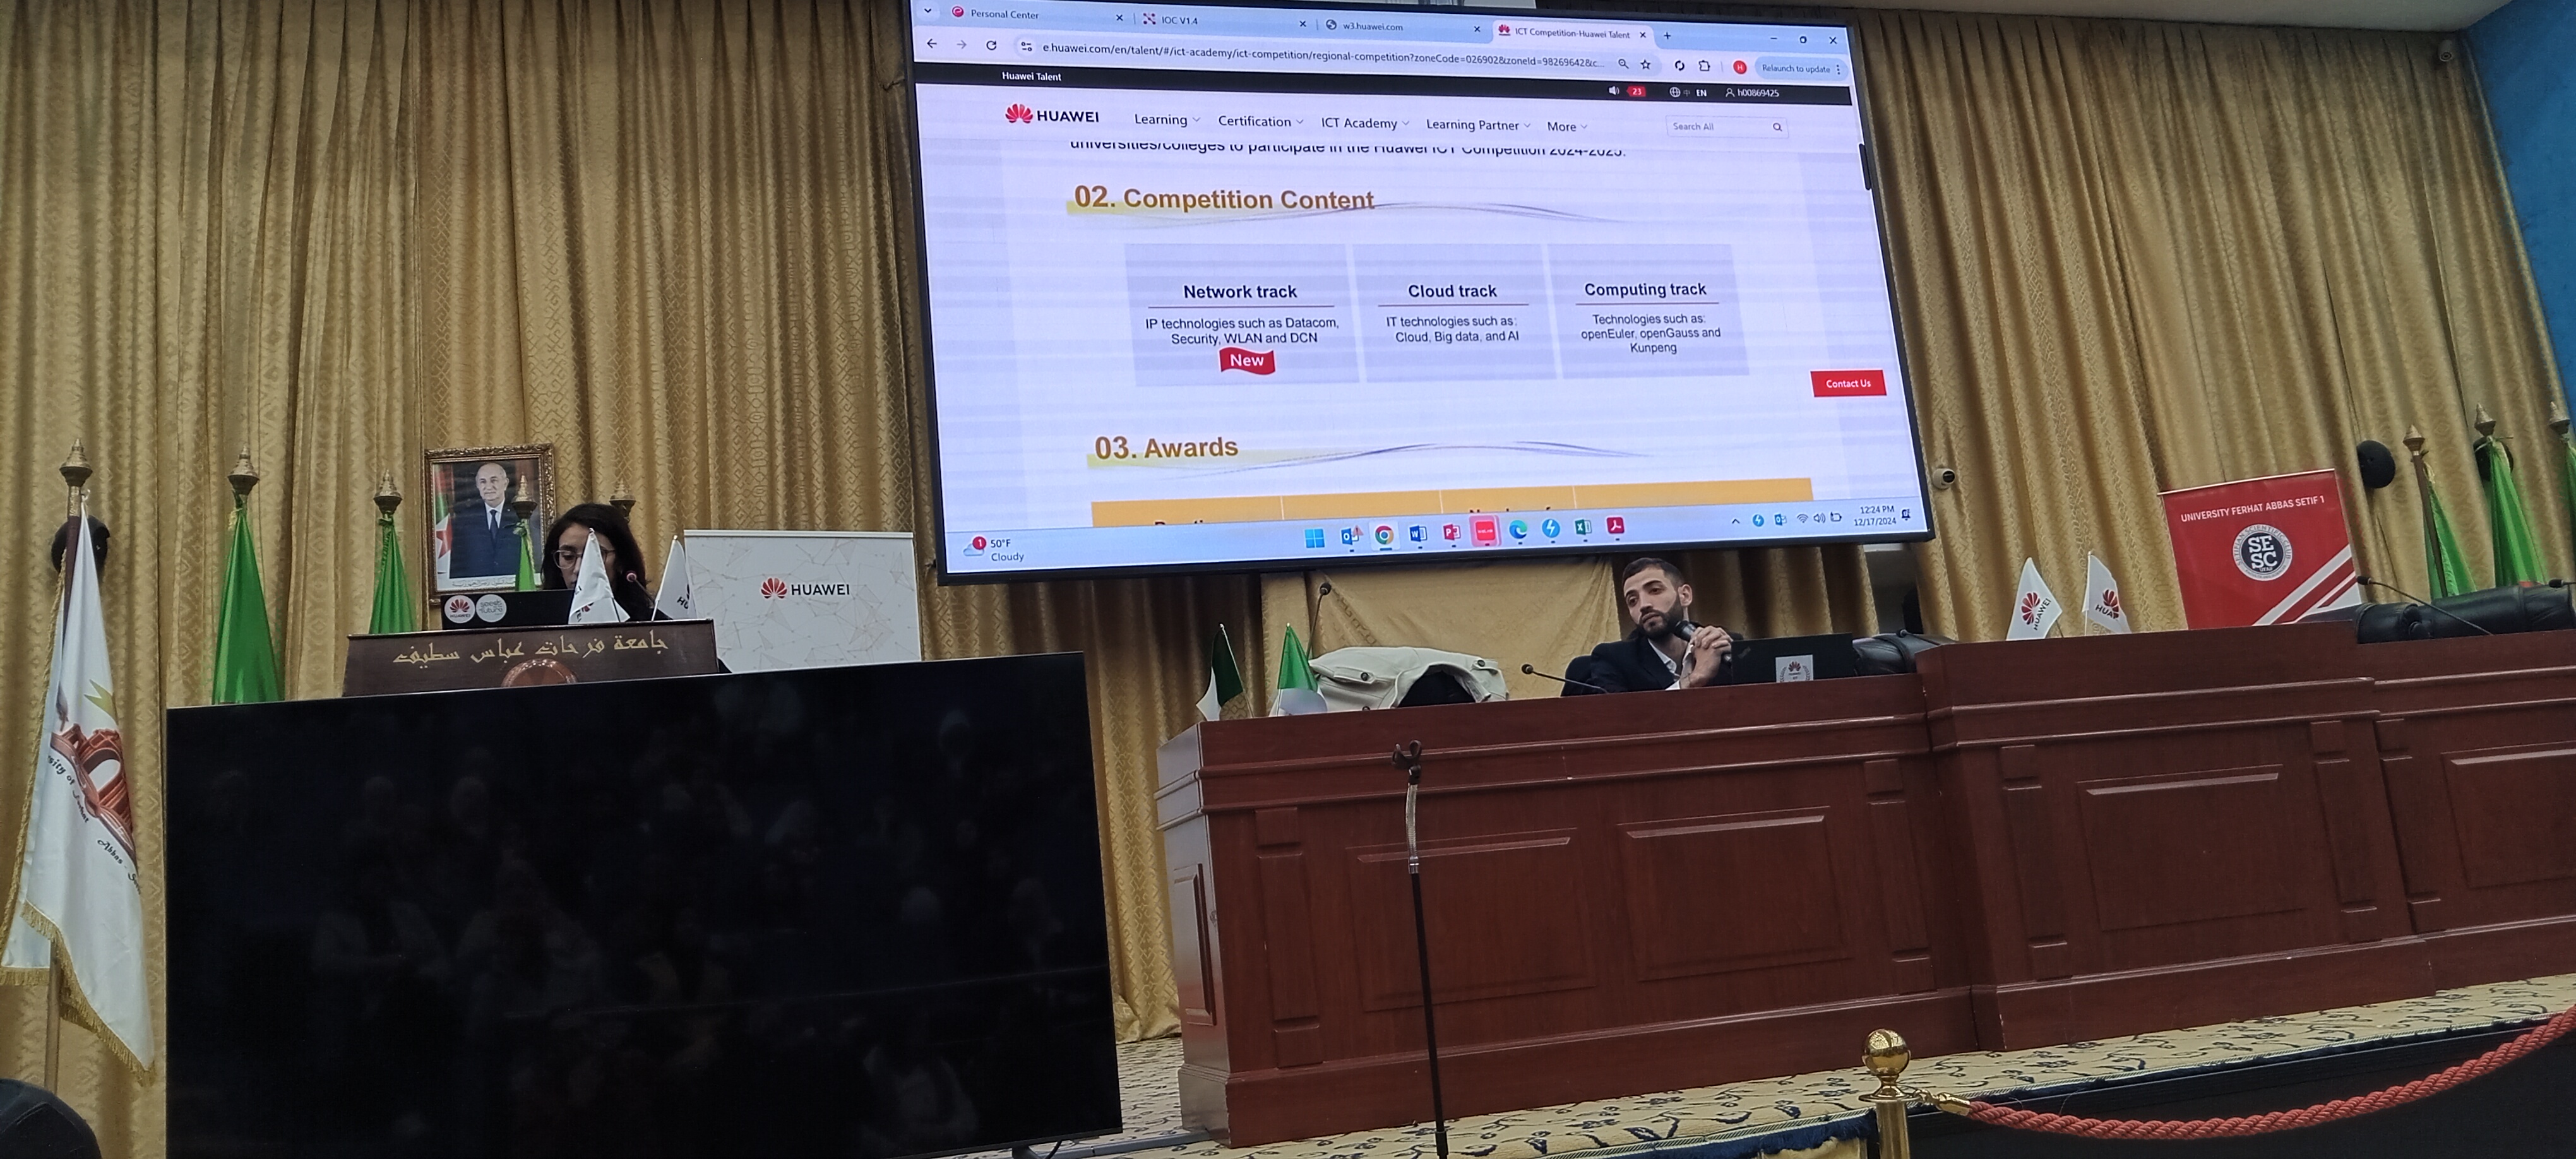 Personal Center
IOC V1.4
w3.huawei.com
ICT Competition-Huawei Talent
e.huawei.com/en/talent/#/ict-academy/ict-competition/regional-competition?zoneCode=026902&zoneId=98269642&c...
Relaunch to update
Huawei Talent
23
EN
h00869425
HUAWEI
Learning
Certification
ICT Academy
Learning Partner
More
Search All
universities/colleges to participate in the Huawei ICT Competition 2024-2025.
02. Competition Content
Network track
IP technologies such as Datacom,
Security, WLAN and DCN
New
Cloud track
IT technologies such as:
Cloud, Big data, and AI
Computing track
Technologies such as:
openEuler, openGauss and
Kunpeng
Contact Us
03. Awards
1
50°F
Cloudy
12:24 PM
12/17/2024
HUAWEI
جامعة فرحات عباس سطيف
UNIVERSITY FERHAT ABBAS SETIF 1
SE
SC
HUAWEI